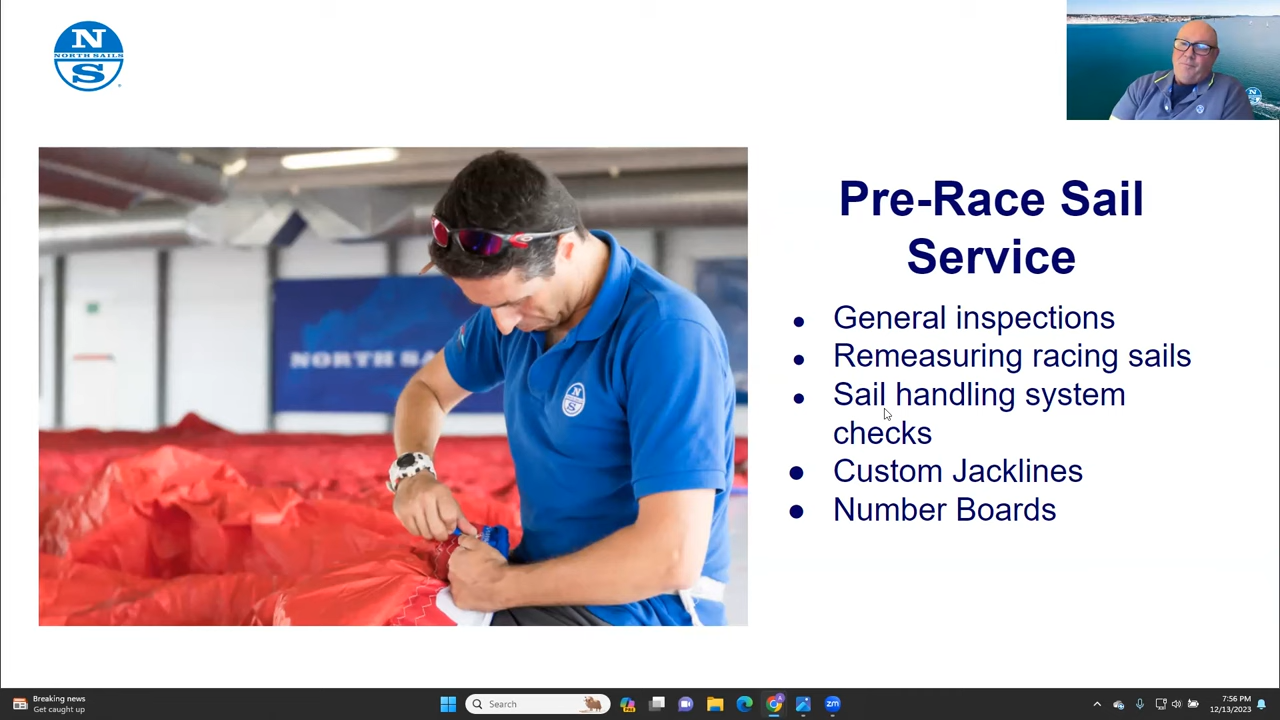 N
NORTH SAILS
S
Pre-Race Sail
Service
NORTH SA
General inspections
Remeasuring racing sails
Sail handling system
checks
Custom Jacklines
Number Boards
Breaking news
Get caught up
Search
zm
7:56 PM
12/13/2023